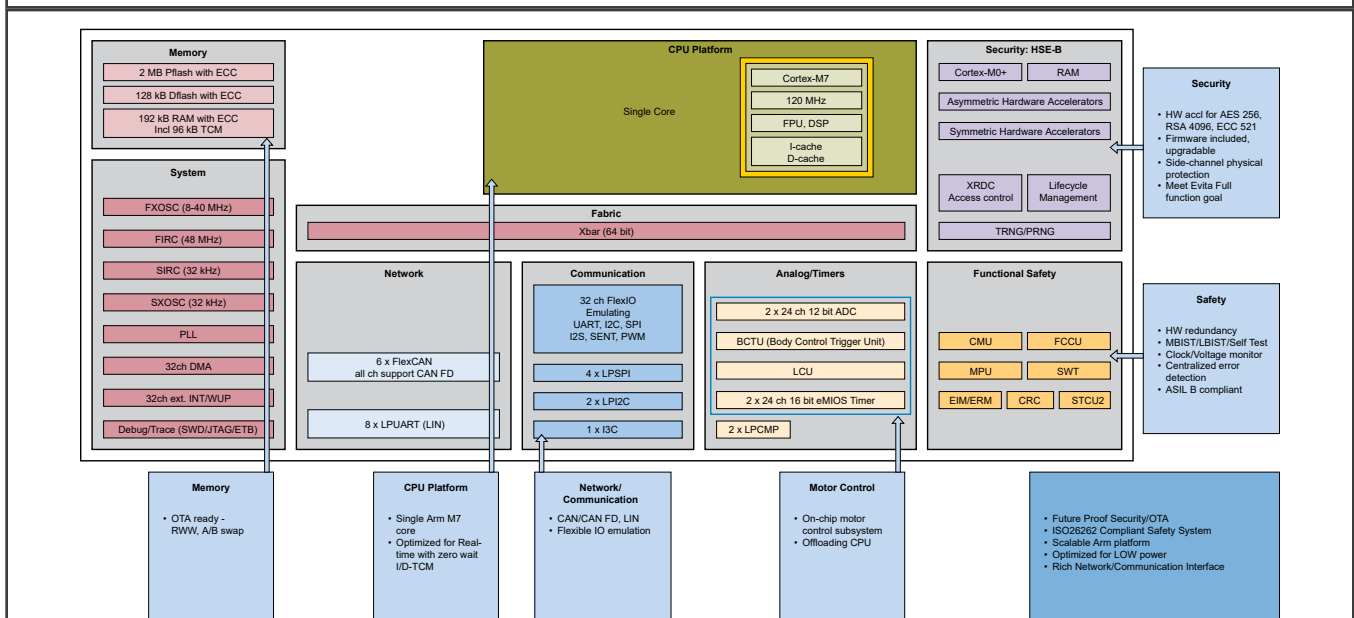 Memory
2 MB Pflash with ECC
128 kB Dflash with ECC
192 kB RAM with ECC
Incl 96 kB TCM
System
FXOSC (8-40 MHz)
FIRC (48 MHz)
SIRC (32 kHz)
SXOSC (32 kHz)
PLL
32ch DMA
32ch ext. INT/WUP
Debug/Trace (SWD/JTAG/ETB)
CPU Platform
Single Core
Cortex-M7
120 MHz
FPU, DSP
I-cache
D-cache
Fabric
Xbar (64 bit)
Network
6 x FlexCAN
all ch support CAN FD
8 x LPUART (LIN)
Communication
32 ch FlexIO
Emulating
UART, I2C, SPI
I2S, SENT, PWM
4 x LPSPI
2 x LPI2C
1 x I3C
Analog/Timers
2 x 24 ch 12 bit ADC
BCTU (Body Control Trigger Unit)
LCU
2 x 24 ch 16 bit eMIOS Timer
2 x LPCMP
Security: HSE-B
Cortex-M0+
RAM
Asymmetric Hardware Accelerators
Symmetric Hardware Accelerators
XRDC
Access control
Lifecycle
Management
TRNG/PRNG
Functional Safety
CMU
FCCU
MPU
SWT
EIM/ERM
CRC
STCU2
Security
• HW accl for AES 256,
RSA 4096, ECC 521
• Firmware included,
upgradable
• Side-channel physical
protection
• Meet Evita Full
function goal
Safety
• HW redundancy
• MBIST/LBIST/Self Test
• Clock/Voltage monitor
• Centralized error
detection
• ASIL B compliant
Memory
• OTA ready -
RWW, A/B swap
CPU Platform
• Single Arm M7
core
• Optimized for Real-
time with zero wait
I/D-TCM
Network/
Communication
• CAN/CAN FD, LIN
• Flexible IO emulation
Motor Control
• On-chip motor
control subsystem
• Offloading CPU
• Future Proof Security/OTA
• ISO26262 Compliant Safety System
• Scalable Arm platform
• Optimized for LOW power
• Rich Network/Communication Interface